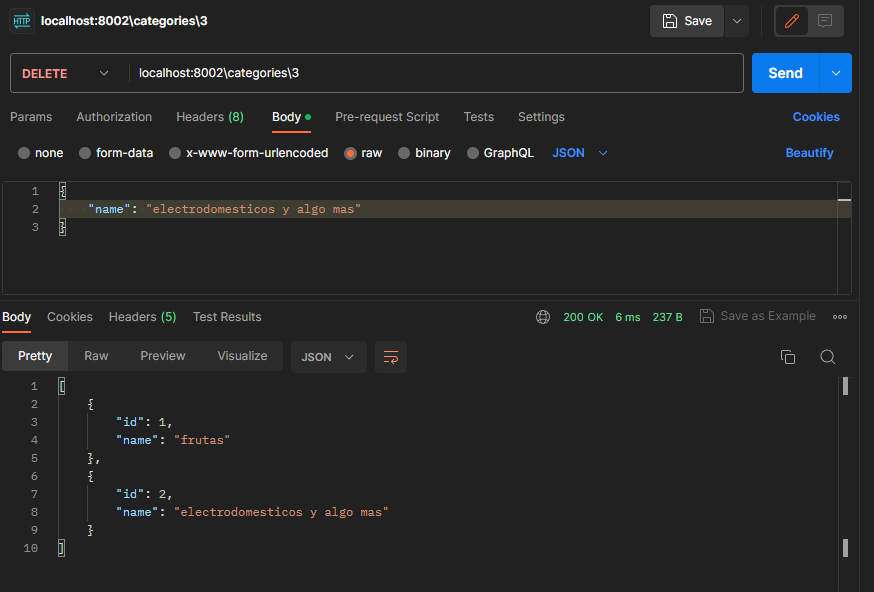 HTTP localhost:8002\categories\3 Save
DELETE localhost:8002\categories\3 Send
Params Authorization Headers (8) Body Pre-request Script Tests Settings Cookies
none form-data x-www-form-urlencoded raw binary GraphQL JSON Beautify
1 {
2 "name": "electrodomesticos y algo mas"
3 }
Body Cookies Headers (5) Test Results 200 OK 6 ms 237 B Save as Example
Pretty Raw Preview Visualize JSON
1 [
2 {
3 "id": 1,
4 "name": "frutas"
5 },
6 {
7 "id": 2,
8 "name": "electrodomesticos y algo mas"
9 }
10 ]